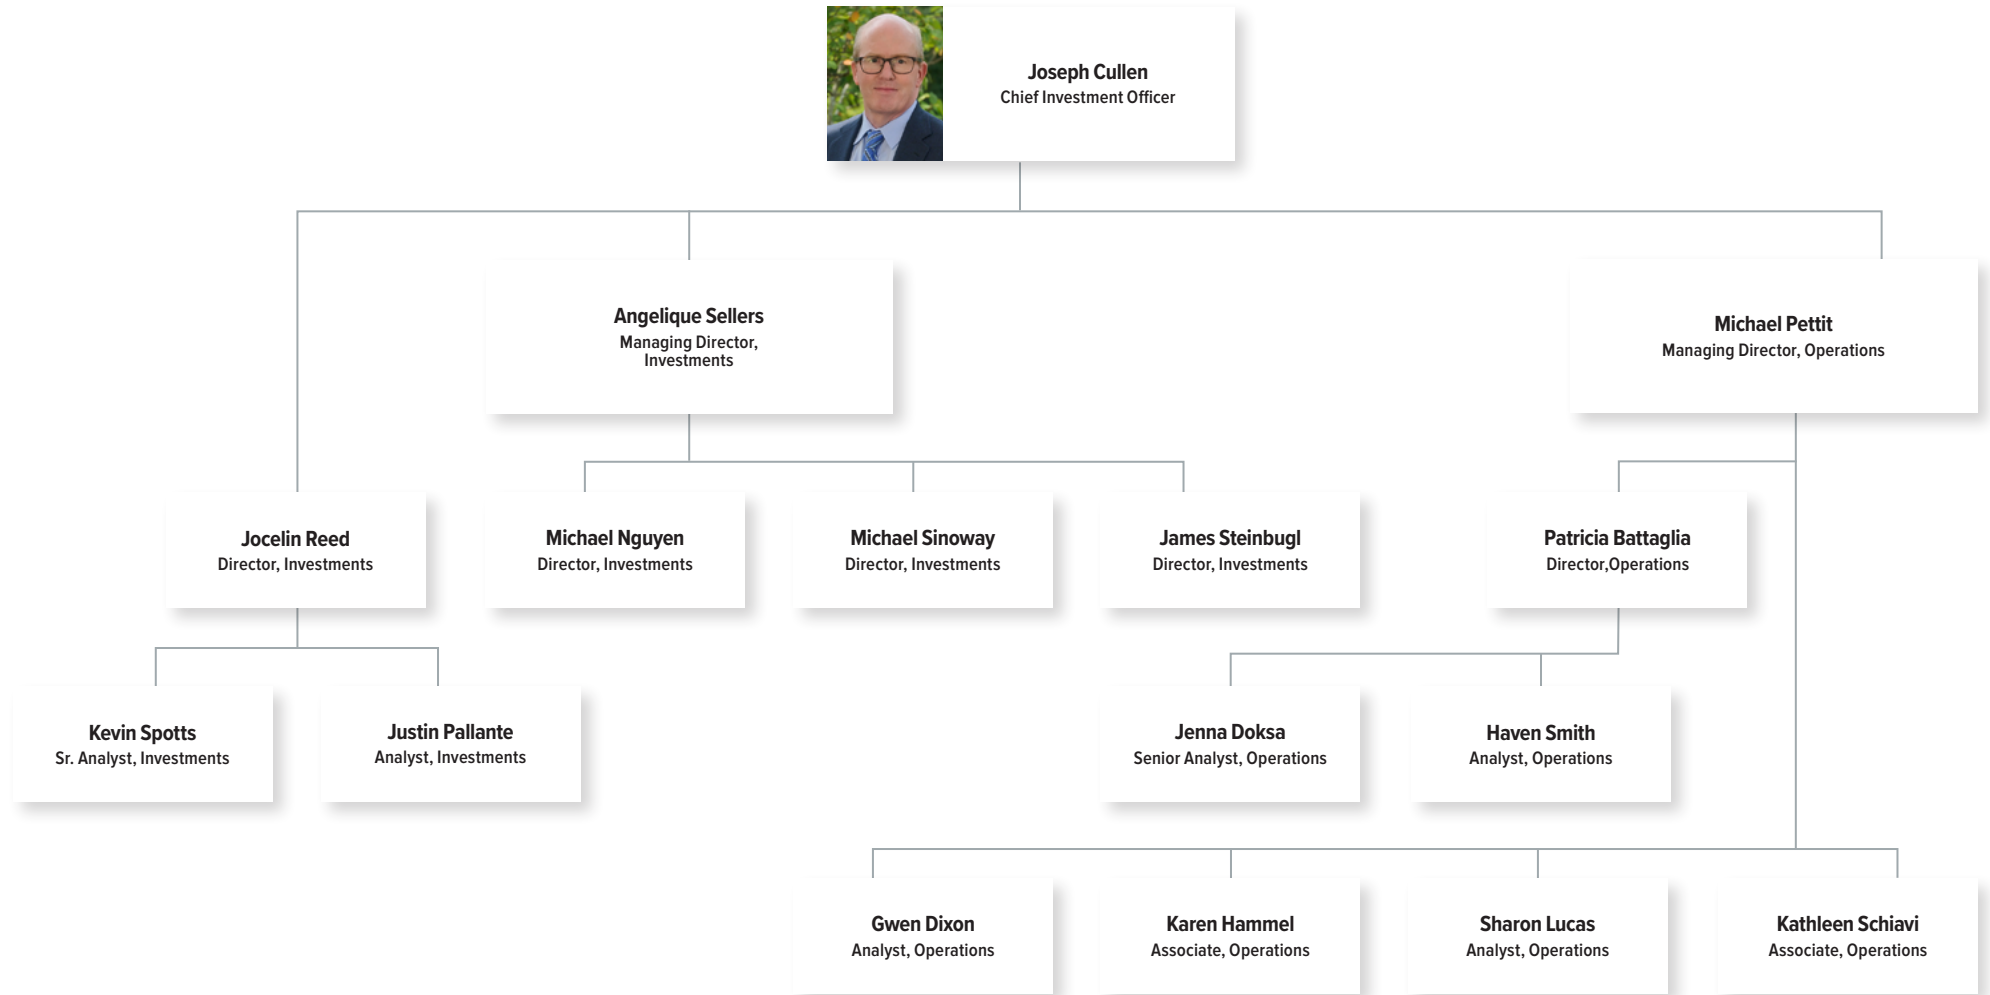 Joseph Cullen
Chief Investment Officer
Angelique Sellers
Managing Director,
Investments
Michael Pettit
Managing Director, Operations
Jocelin Reed
Director, Investments
Michael Nguyen
Director, Investments
Michael Sinoway
Director, Investments
James Steinbugl
Director, Investments
Patricia Battaglia
Director,Operations
Kevin Spotts
Sr. Analyst, Investments
Justin Pallante
Analyst, Investments
Jenna Doksa
Senior Analyst, Operations
Haven Smith
Analyst, Operations
Gwen Dixon
Analyst, Operations
Karen Hammel
Associate, Operations
Sharon Lucas
Analyst, Operations
Kathleen Schiavi
Associate, Operations